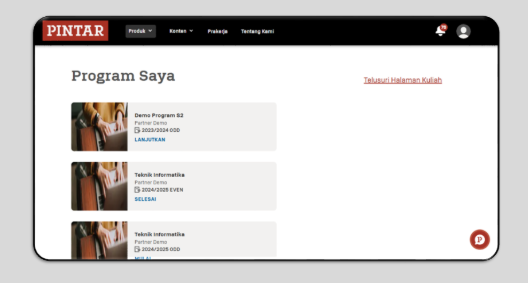 PINTAR
Produk
Konten
Prakerja
Tentang Kami
Program Saya
Telusuri Halaman Kuliah
Demo Program S2
Partner Demo
2023/2024 ODD
LANJUTKAN
Teknik Informatika
Partner Demo
2024/2025 EVEN
SELESAI
Teknik Informatika
Partner Demo
2024/2025 ODD